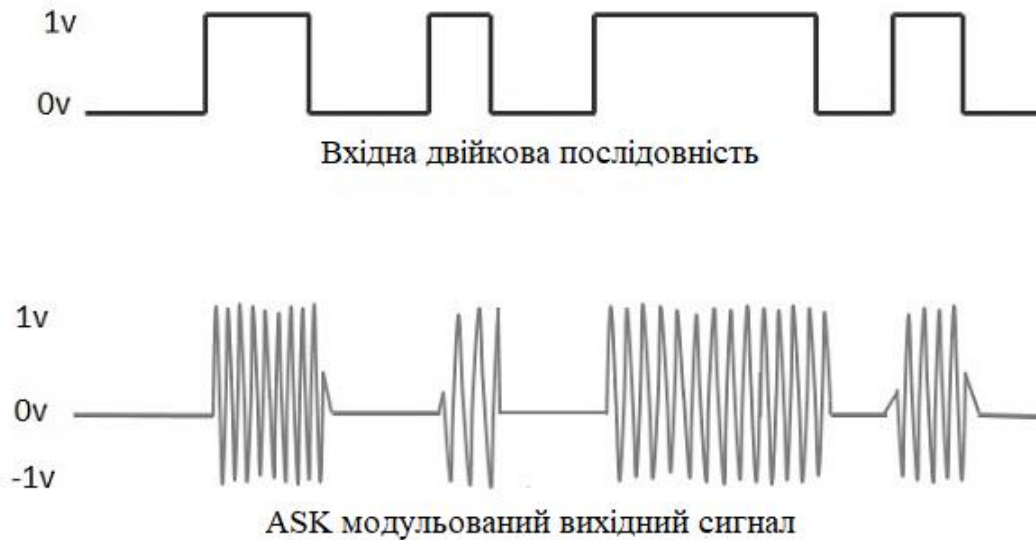 1v
0v
Вхідна двійкова послідовність
1v
0v
-1v
ASK модульований вихідний сигнал